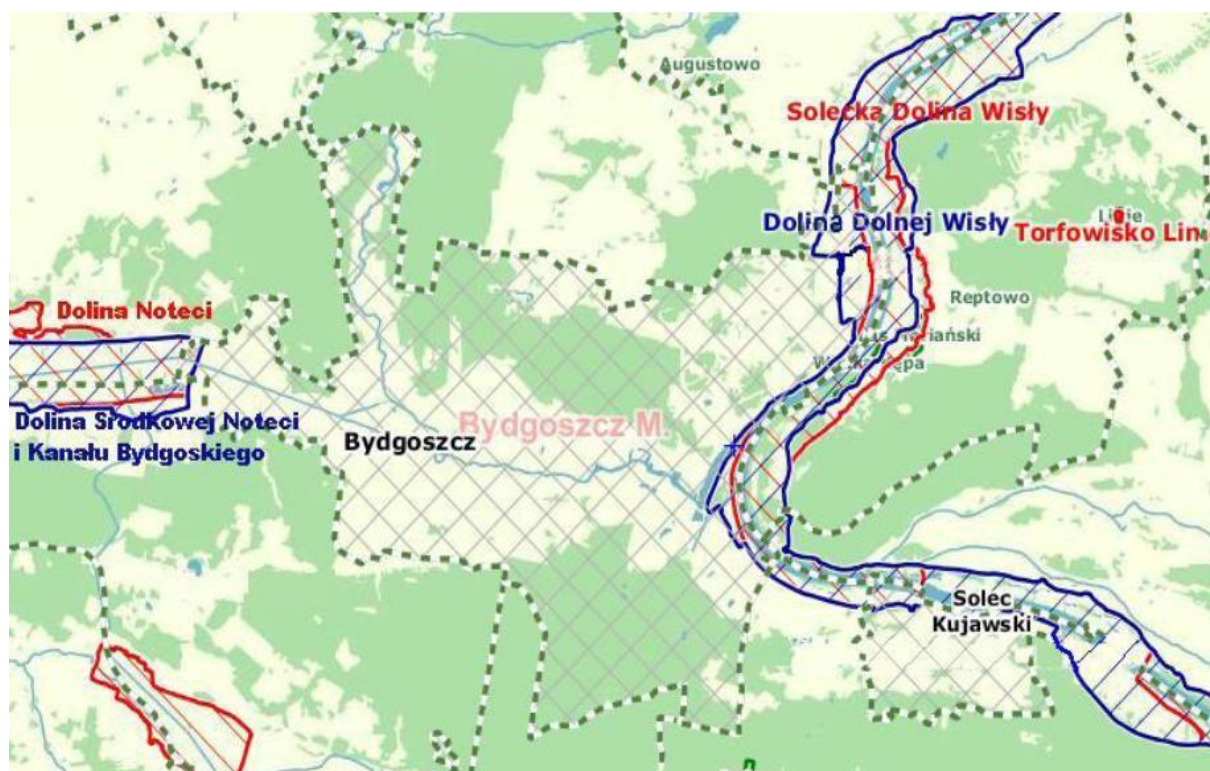 Augustowo
Solecka Dolina Wisły
Dolina Dolnej Wisły
Torfowisko Lin
Reptowo
Dolina Noteci
Dolina Środkowej Noteci
i Kanału Bydgoskiego
Bydgoszcz M.
Bydgoszcz
Solec
Kujawski